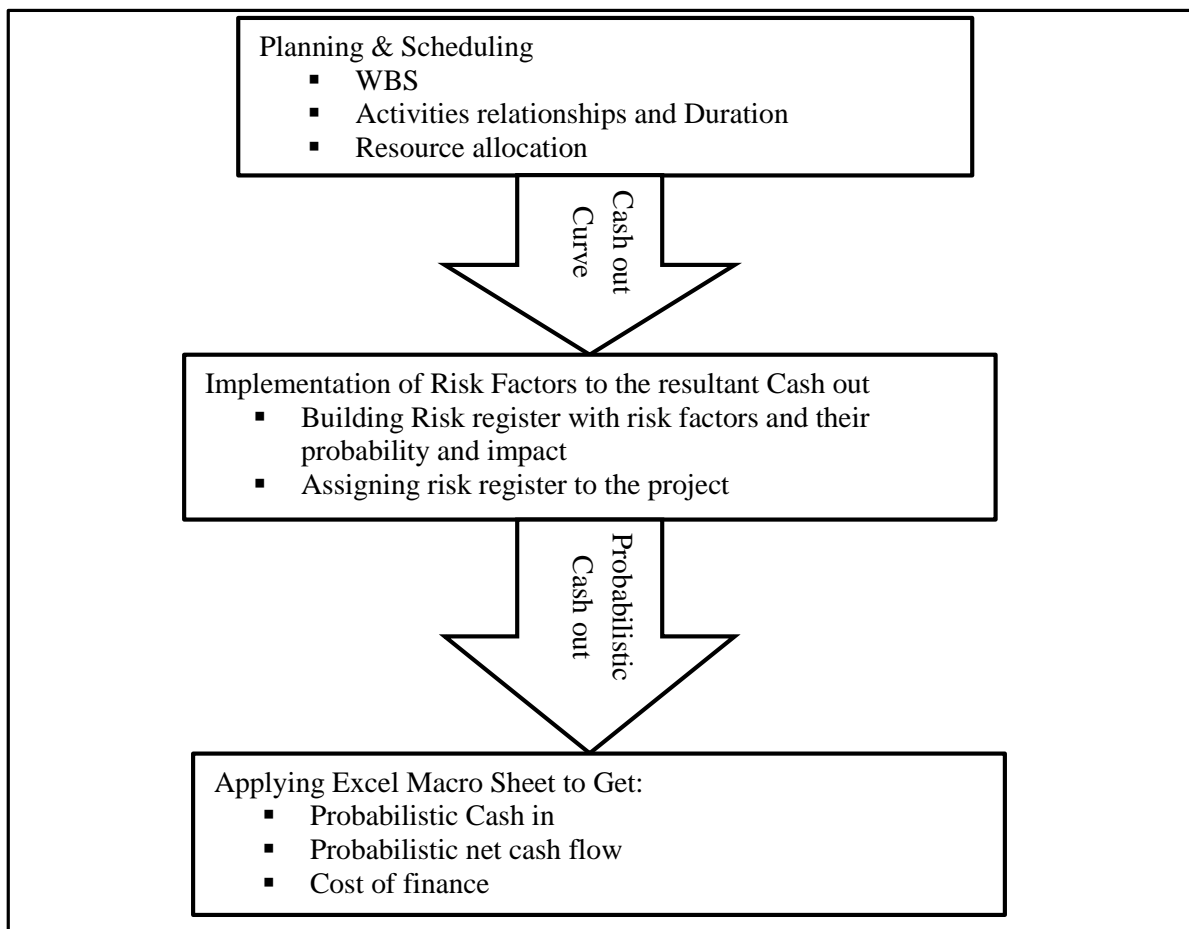 Planning & Scheduling
▪ WBS
▪ Activities relationships and Duration
▪ Resource allocation
Cash out
Curve
Implementation of Risk Factors to the resultant Cash out
▪ Building Risk register with risk factors and their
probability and impact
▪ Assigning risk register to the project
Probabilistic
Cash out
Applying Excel Macro Sheet to Get:
▪ Probabilistic Cash in
▪ Probabilistic net cash flow
▪ Cost of finance